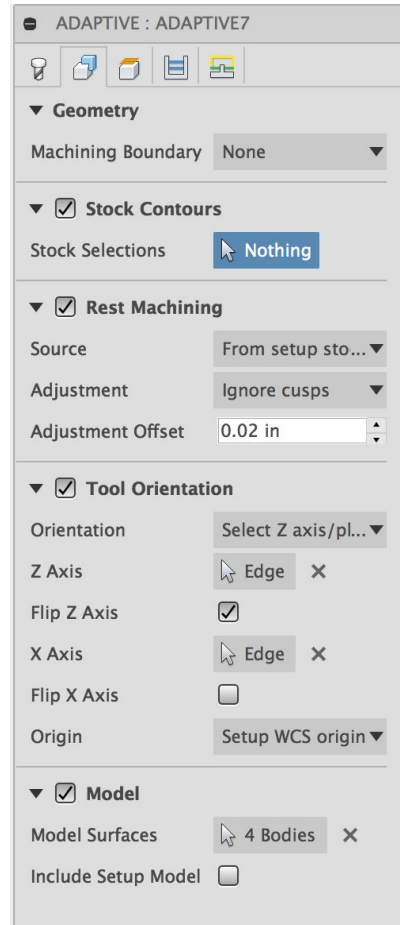 ADAPTIVE : ADAPTIVE7
Geometry
Machining Boundary None
Stock Contours
Stock Selections Nothing
Rest Machining
Source From setup sto...
Adjustment Ignore cusps
Adjustment Offset 0.02 in
Tool Orientation
Orientation Select Z axis/pl...
Z Axis Edge
Flip Z Axis
X Axis Edge
Flip X Axis
Origin Setup WCS origin
Model
Model Surfaces 4 Bodies
Include Setup Model